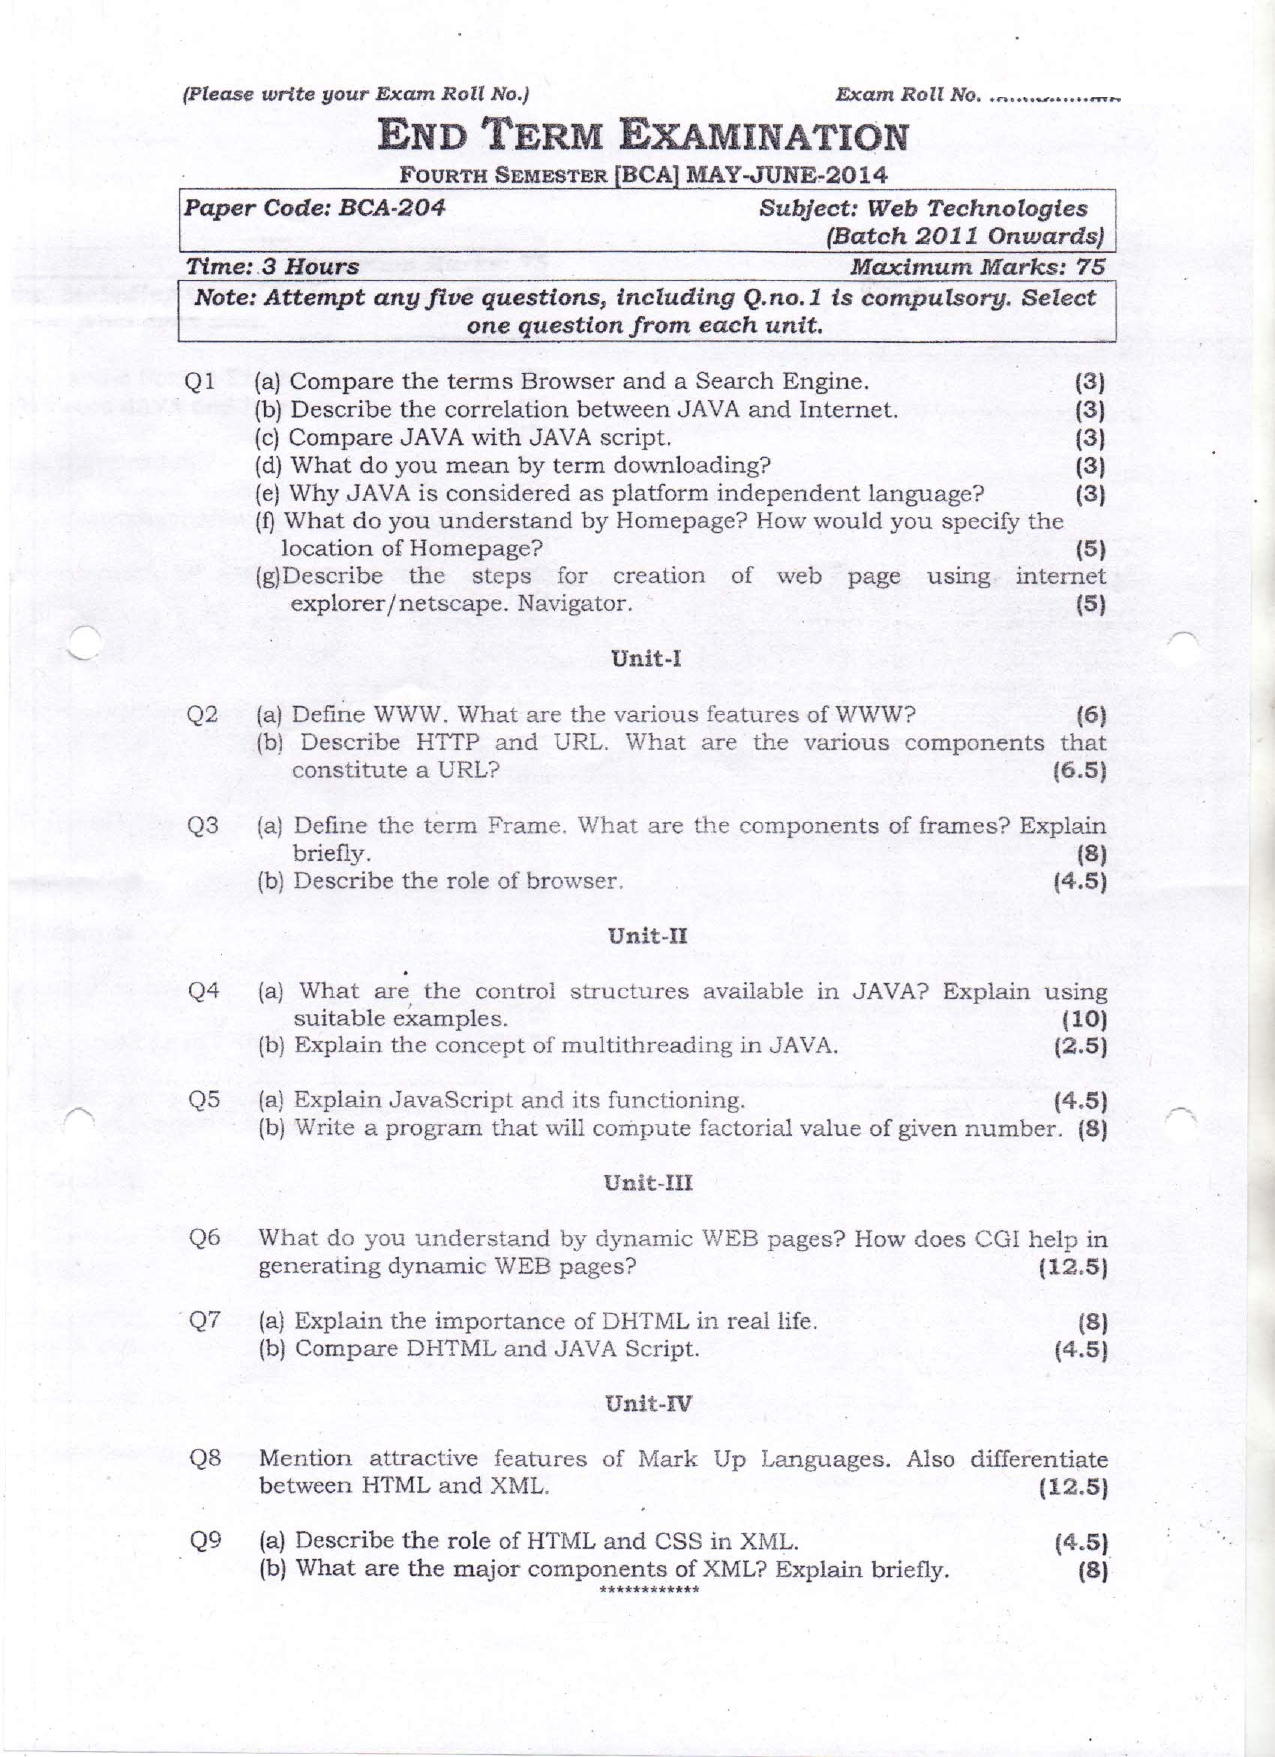 (Please write your Exam Roll No.) Exam Roll No. ................
END TERM EXAMINATION
FOURTH SEMESTER [BCA] MAY-JUNE-2014
Paper Code: BCA-204 Subject: Web Technologies
(Batch 2011 Onwards)
Time: 3 Hours Maximum Marks: 75
Note: Attempt any five questions, including Q.no.1 is compulsory. Select
one question from each unit.
Q1 (a) Compare the terms Browser and a Search Engine. (3)
(b) Describe the correlation between JAVA and Internet. (3)
(c) Compare JAVA with JAVA script. (3)
(d) What do you mean by term downloading? (3)
(e) Why JAVA is considered as platform independent language? (3)
(f) What do you understand by Homepage? How would you specify the
location of Homepage? (5)
(g)Describe the steps for creation of web page using internet
explorer/netscape. Navigator. (5)
Unit-I
Q2 (a) Define WWW. What are the various features of WWW? (6)
(b) Describe HTTP and URL. What are the various components that
constitute a URL? (6.5)
Q3 (a) Define the term Frame. What are the components of frames? Explain
briefly. (8)
(b) Describe the role of browser. (4.5)
Unit-II
Q4 (a) What are the control structures available in JAVA? Explain using
suitable examples. (10)
(b) Explain the concept of multithreading in JAVA. (2.5)
Q5 (a) Explain JavaScript and its functioning. (4.5)
(b) Write a program that will compute factorial value of given number. (8)
Unit-III
Q6 What do you understand by dynamic WEB pages? How does CGI help in
generating dynamic WEB pages? (12.5)
Q7 (a) Explain the importance of DHTML in real life. (8)
(b) Compare DHTML and JAVA Script. (4.5)
Unit-IV
Q8 Mention attractive features of Mark Up Languages. Also differentiate
between HTML and XML. (12.5)
Q9 (a) Describe the role of HTML and CSS in XML. (4.5)
(b) What are the major components of XML? Explain briefly. (8)
************